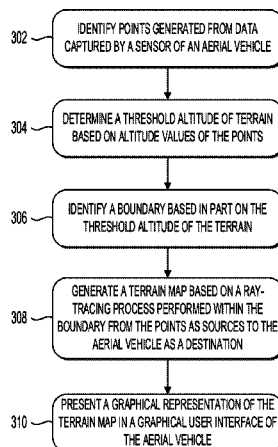 302
IDENTIFY POINTS GENERATED FROM DATA
CAPTURED BY A SENSOR OF AN AERIAL VEHICLE
304
DETERMINE A THRESHOLD ALTITUDE OF TERRAIN
BASED ON ALTITUDE VALUES OF THE POINTS
306
IDENTIFY A BOUNDARY BASED IN PART ON THE
THRESHOLD ALTITUDE OF THE TERRAIN
308
GENERATE A TERRAIN MAP BASED ON A RAY-
TRACING PROCESS PERFORMED WITHIN THE
BOUNDARY FROM THE POINTS AS SOURCES TO THE
AERIAL VEHICLE AS A DESTINATION
310
PRESENT A GRAPHICAL REPRESENTATION OF THE
TERRAIN MAP IN A GRAPHICAL USER INTERFACE OF
THE AERIAL VEHICLE